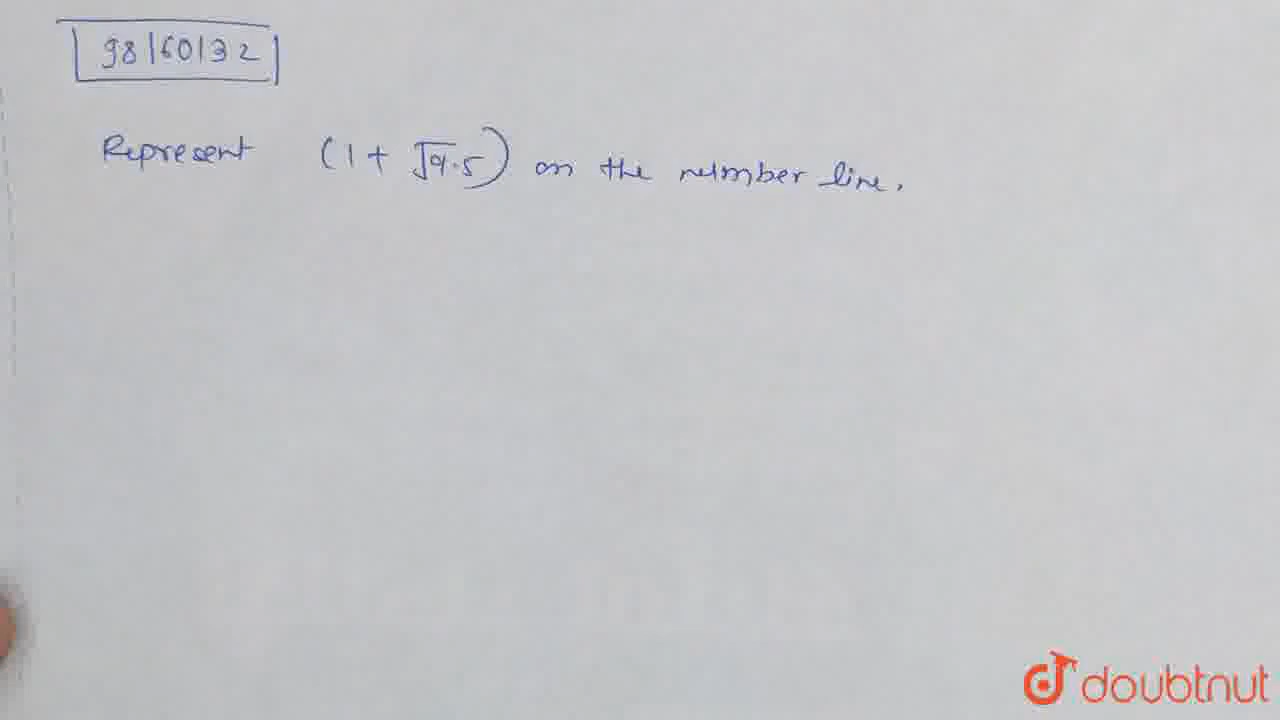 98160132
Represent (1 + √9.5) on the number line.
doubtnut